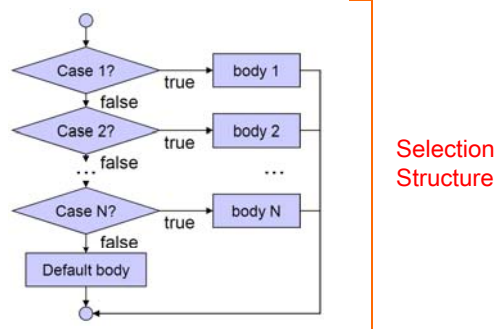 Case 1?
true
body 1
false
Case 2?
true
body 2
false
...
...
Case N?
true
body N
false
Default body
Selection
Structure